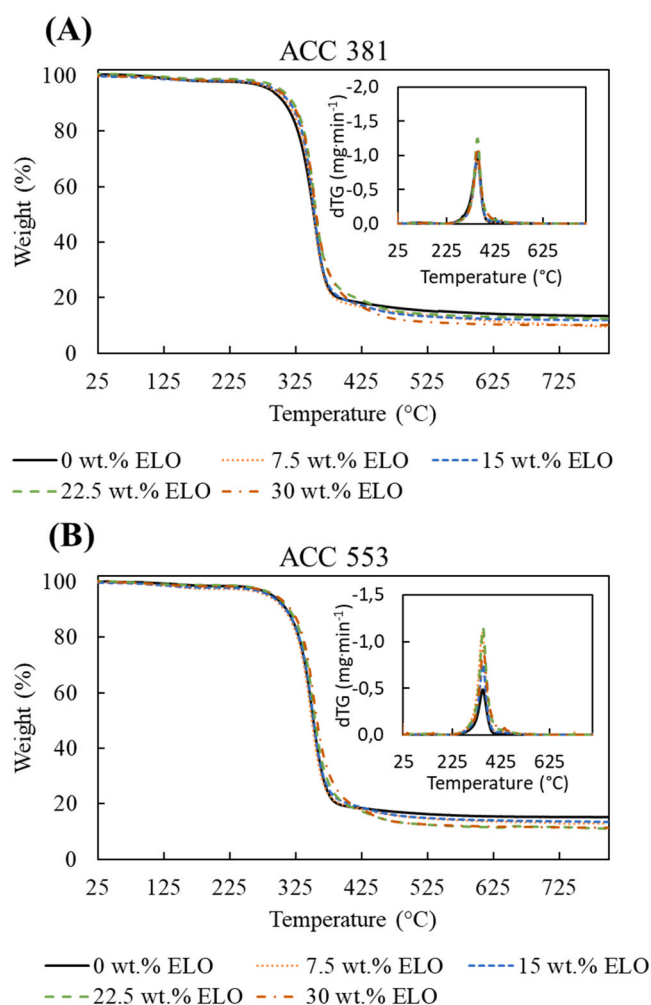 (A)
ACC 381
100
80
60
40
20
0
Weight (%)
25 125 225 325 425 525 625 725
Temperature (°C)
-2,0
-1,5
-1,0
-0,5
0,0
dTG (mg·min-1)
25 225 425 625
Temperature (°C)
0 wt.% ELO 7.5 wt.% ELO 15 wt.% ELO
22.5 wt.% ELO 30 wt.% ELO
(B)
ACC 553
100
80
60
40
20
0
Weight (%)
25 125 225 325 425 525 625 725
Temperature (°C)
-1,5
-1,0
-0,5
0,0
dTG (mg·min-1)
25 225 425 625
Temperature (°C)
0 wt.% ELO 7.5 wt.% ELO 15 wt.% ELO
22.5 wt.% ELO 30 wt.% ELO